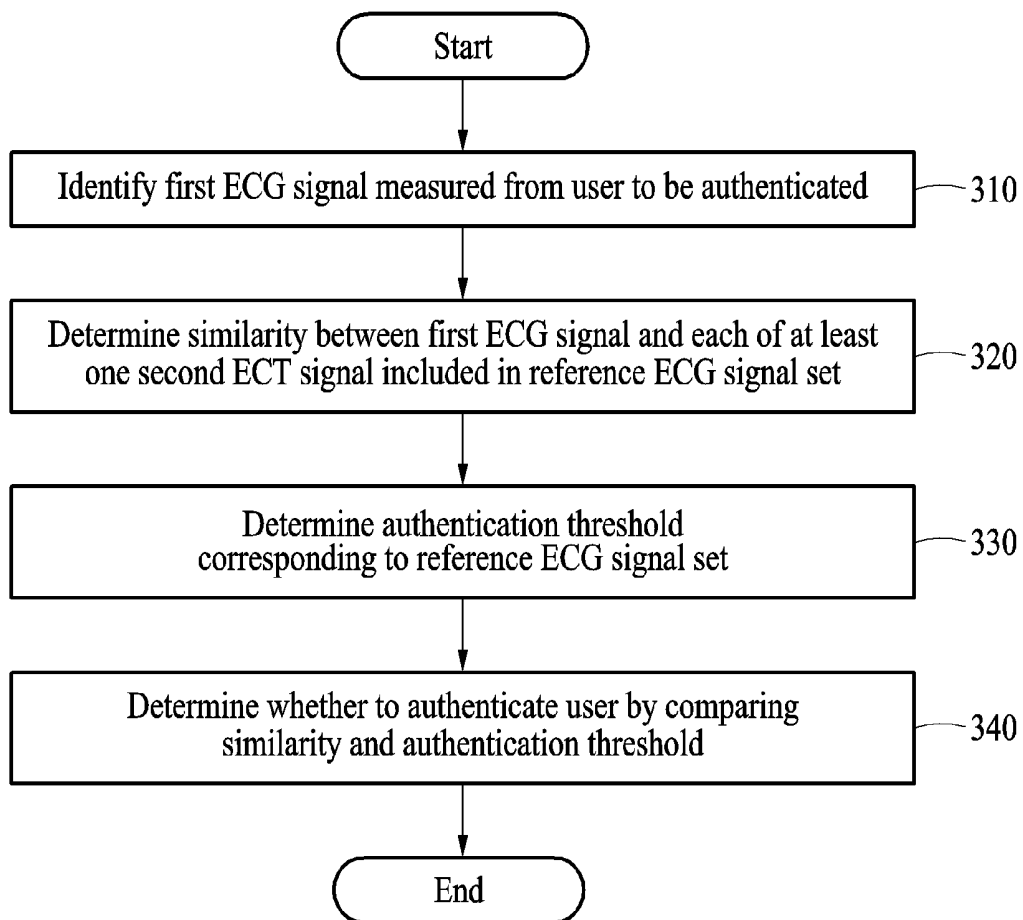 Start
Identify first ECG signal measured from user to be authenticated
310
Determine similarity between first ECG signal and each of at least
one second ECT signal included in reference ECG signal set
320
Determine authentication threshold
corresponding to reference ECG signal set
330
Determine whether to authenticate user by comparing
similarity and authentication threshold
340
End